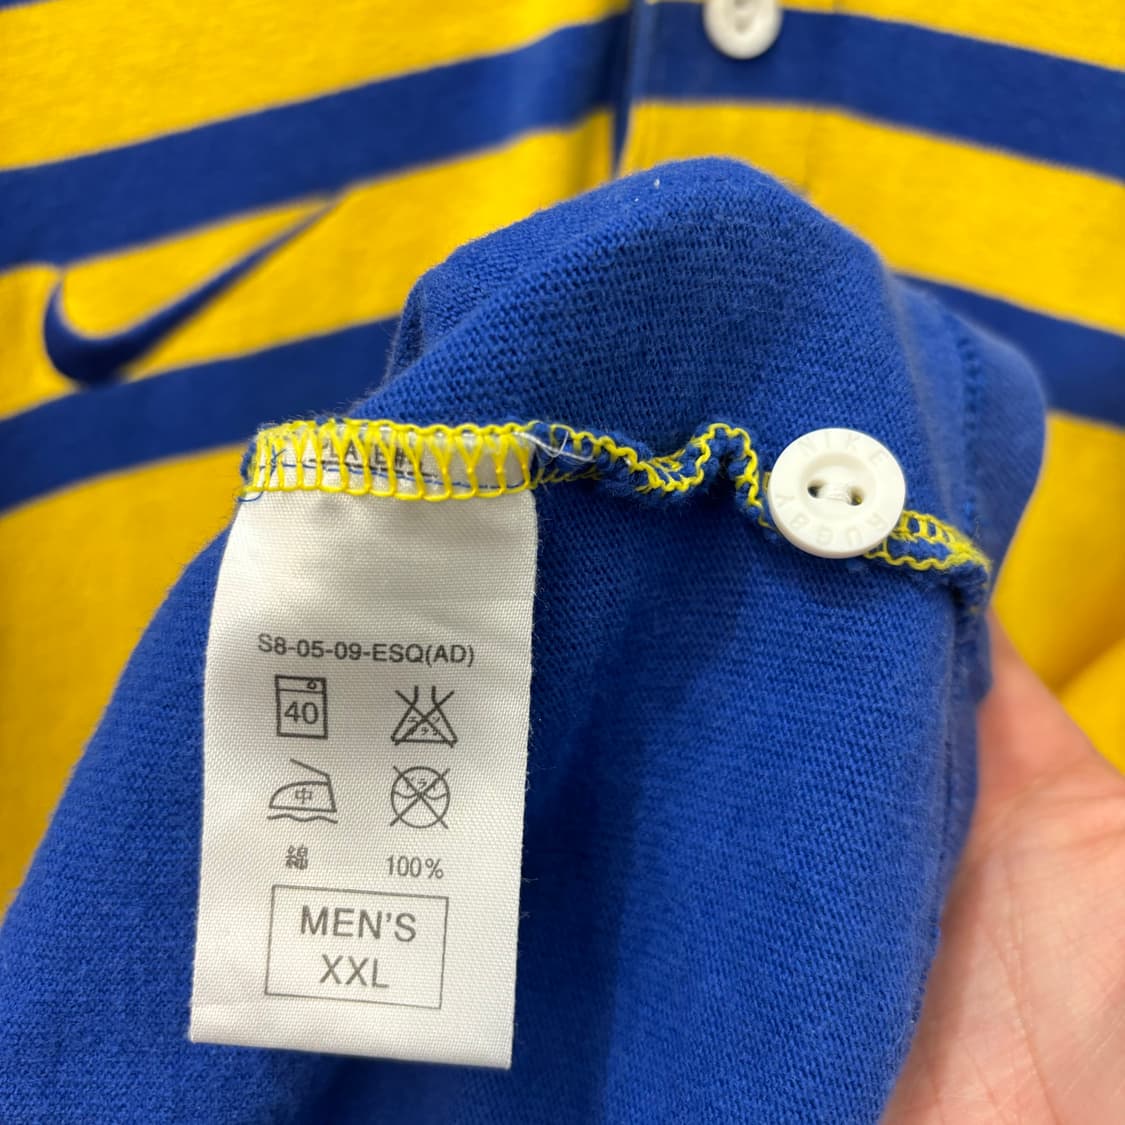 NIKE
RUGBY
S8-05-09-ESQ(AD)
40
中
綿 100%
MEN'S
XXL